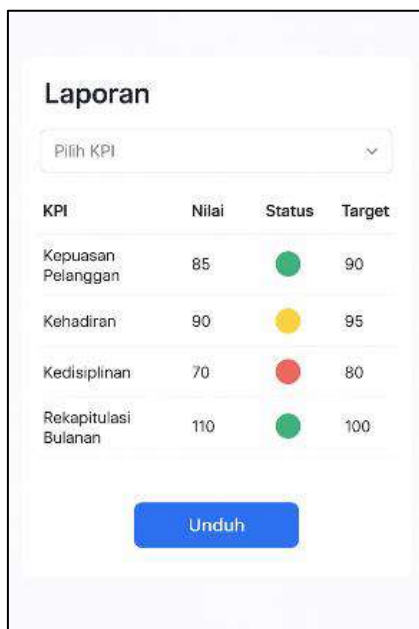 Laporan
Pilih KPI
KPI Nilai Status Target
Kepuasan
Pelanggan 85 90
Kehadiran 90 95
Kedisiplinan 70 80
Rekapitulasi
Bulanan 110 100
Unduh